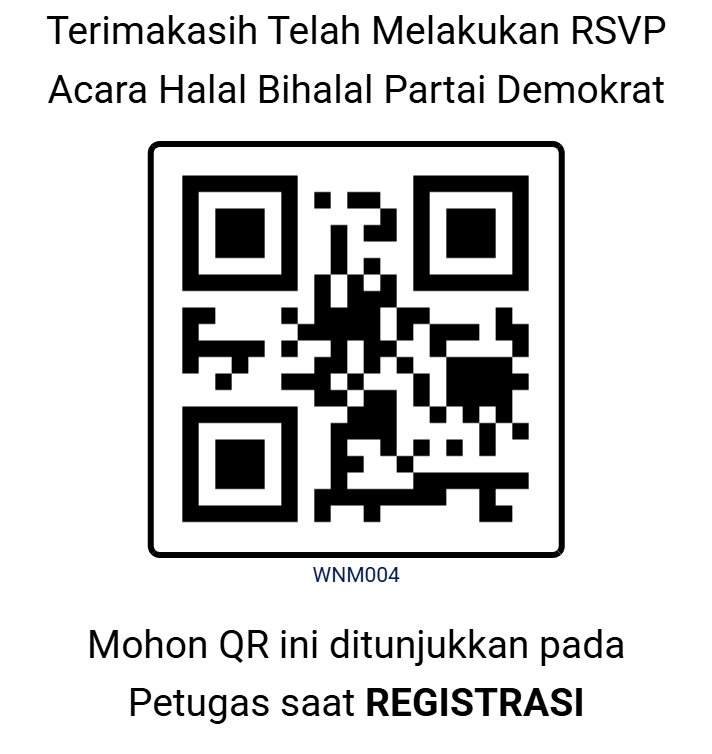 Terimakasih Telah Melakukan RSVP
Acara Halal Bihalal Partai Demokrat
WNM004
Mohon QR ini ditunjukkan pada
Petugas saat REGISTRASI